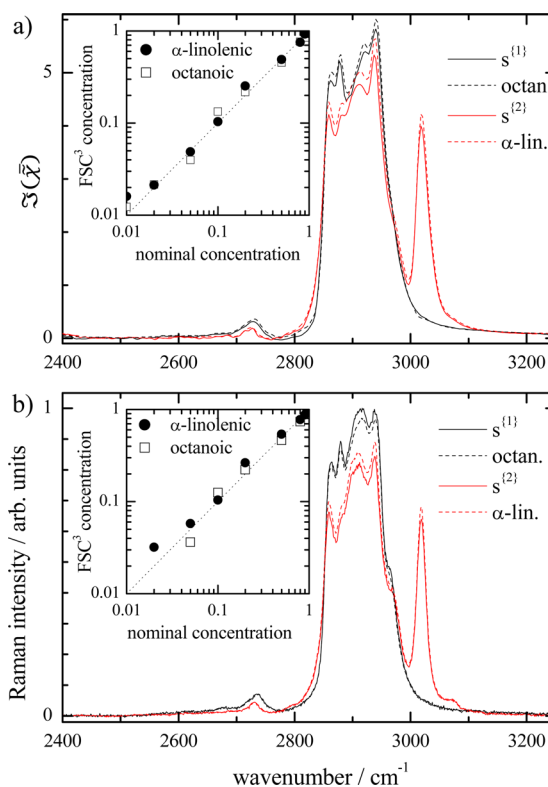 a)
1
0.1
0.01
0.01 0.1 1
FSC³ concentration
nominal concentration
α-linolenic
octanoic
s{1}
octan.
s{2}
α-lin.
ℑ(χ̃̄)
5
0
2400 2600 2800 3000 3200
b)
1
0.1
0.01
0.01 0.1 1
FSC³ concentration
nominal concentration
α-linolenic
octanoic
s{1}
octan.
s{2}
α-lin.
Raman intensity / arb. units
1
0
2400 2600 2800 3000 3200
wavenumber / cm⁻¹